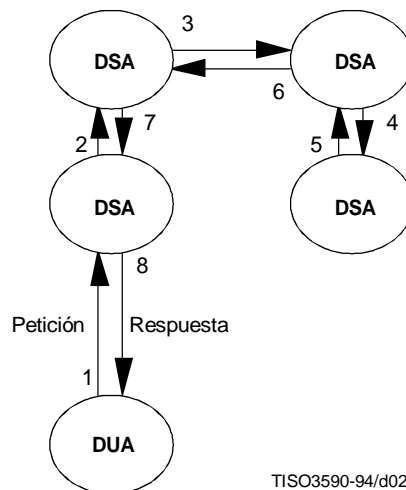 3
DSA
DSA
6
2
7
5
4
DSA
DSA
8
Petición
Respuesta
1
DUA
TISO3590-94/d02